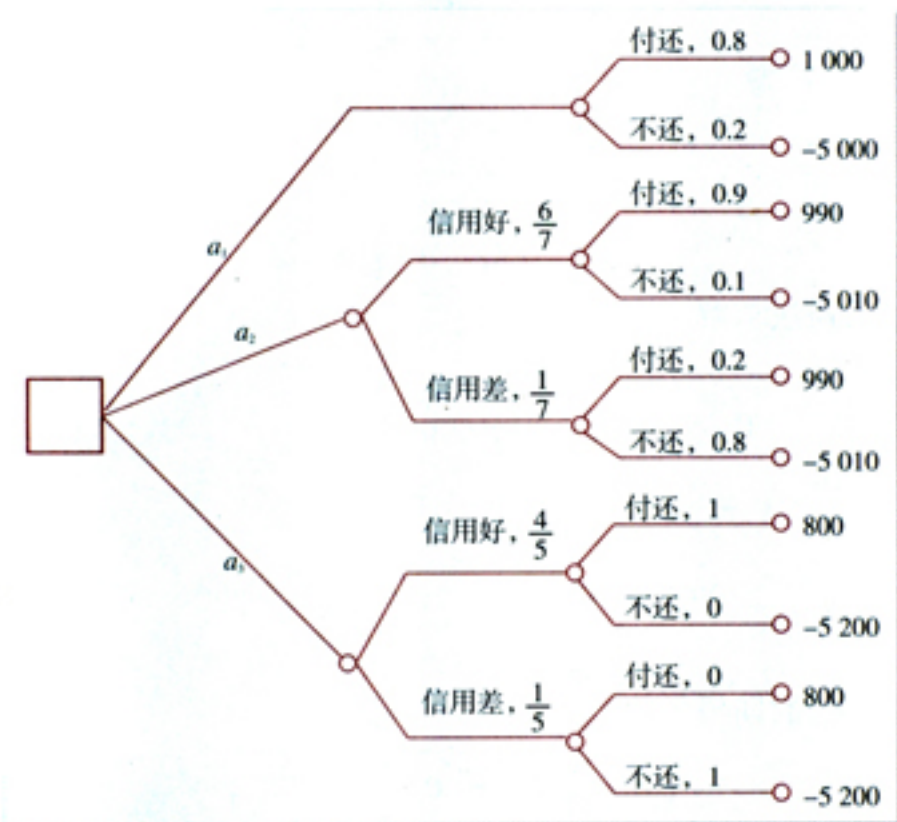 付还，0.8 1 000
不还，0.2 -5 000
a₁
信用好，6/7 付还，0.9 990
不还，0.1 -5 010
a₂
信用差，1/7 付还，0.2 990
不还，0.8 -5 010
a₃
信用好，4/5 付还，1 800
不还，0 -5 200
信用差，1/5 付还，0 800
不还，1 -5 200